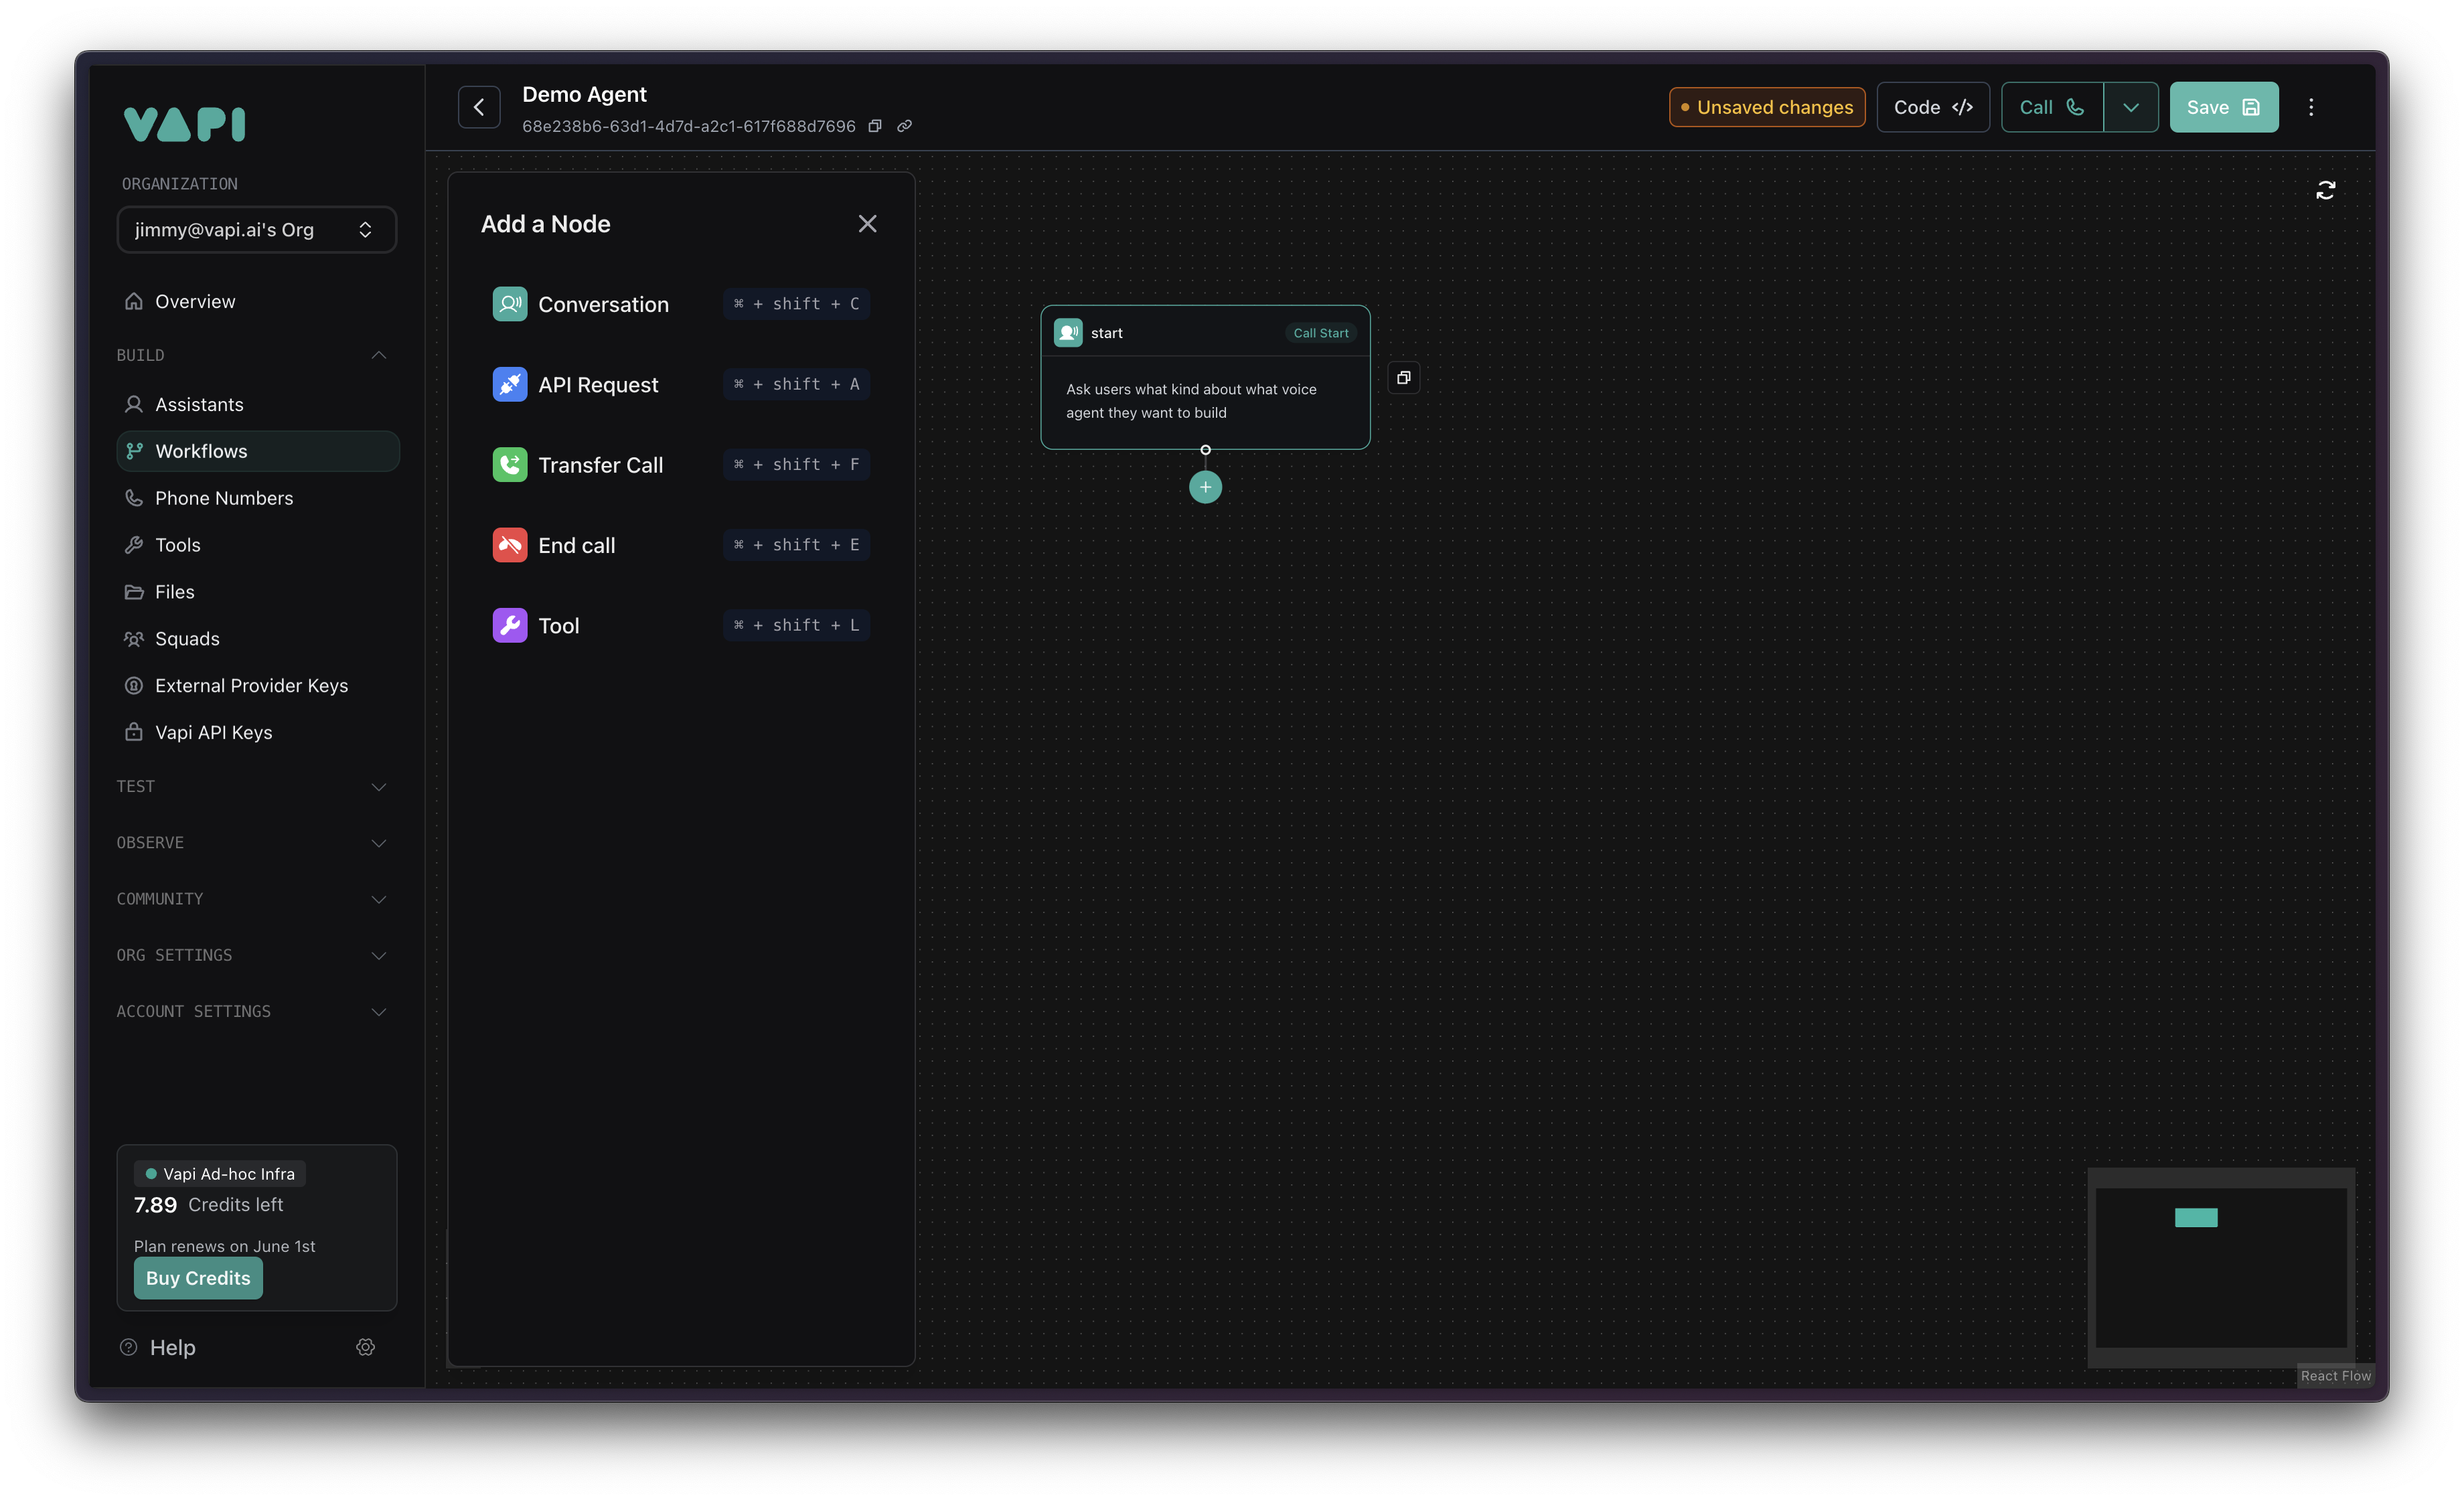 VAPI
ORGANIZATION
jimmy@vapi.ai's Org
Overview
BUILD
Assistants
Workflows
Phone Numbers
Tools
Files
Squads
External Provider Keys
Vapi API Keys
TEST
OBSERVE
COMMUNITY
ORG SETTINGS
ACCOUNT SETTINGS
Vapi Ad-hoc Infra
7.89 Credits left
Plan renews on June 1st
Buy Credits
Help
Demo Agent
68e238b6-63d1-4d7d-a2c1-617f688d7696
Unsaved changes
Code </>
Call
Save
Add a Node
Conversation ⌘ + shift + C
API Request ⌘ + shift + A
Transfer Call ⌘ + shift + F
End call ⌘ + shift + E
Tool ⌘ + shift + L
start Call Start
Ask users what kind about what voice
agent they want to build
React Flow